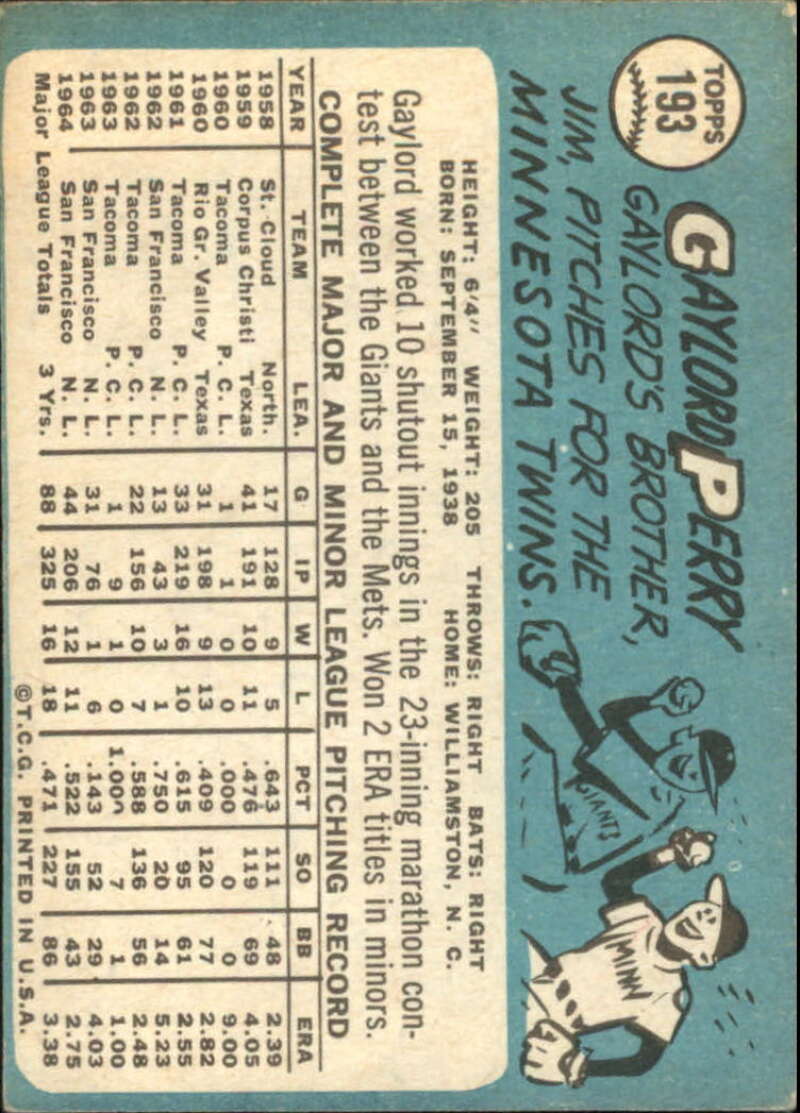 TOPPS
193
GAYLORD PERRY
GAYLORD'S BROTHER,
JIM, PITCHES FOR THE
MINNESOTA TWINS.
GIANTS
MINN
HEIGHT: 6'4" WEIGHT: 205 THROWS: RIGHT BATS: RIGHT
BORN: SEPTEMBER 15, 1938 HOME: WILLIAMSTON, N. C.
Gaylord worked 10 shutout innings in the 23-inning marathon con-
test between the Giants and the Mets. Won 2 ERA titles in minors.
COMPLETE MAJOR AND MINOR LEAGUE PITCHING RECORD
YEAR TEAM LEA. G IP W L PCT SO BB ERA
1958 St. Cloud North. 17 128 9 5 .643 111 48 2.39
1959 Corpus Christi Texas 41 191 10 11 .476 119 69 4.05
1960 Tacoma P. C. L. 1 1 0 0 .000 0 0 9.00
1960 Rio Gr. Valley Texas 31 198 9 13 .409 120 77 2.82
1961 Tacoma P. C. L. 33 219 16 10 .615 95 61 2.55
1962 San Francisco N. L. 13 43 3 1 .750 20 14 5.23
1962 Tacoma P. C. L. 22 156 10 7 .588 136 56 2.48
1963 Tacoma P. C. L. 1 9 1 0 1.000 7 1 1.00
1963 San Francisco N. L. 31 76 1 6 .143 52 29 4.03
1964 San Francisco N. L. 44 206 12 11 .522 155 43 2.75
Major League Totals 3 Yrs. 88 325 16 18 .471 227 86 3.38
©T.C.G. PRINTED IN U.S.A.